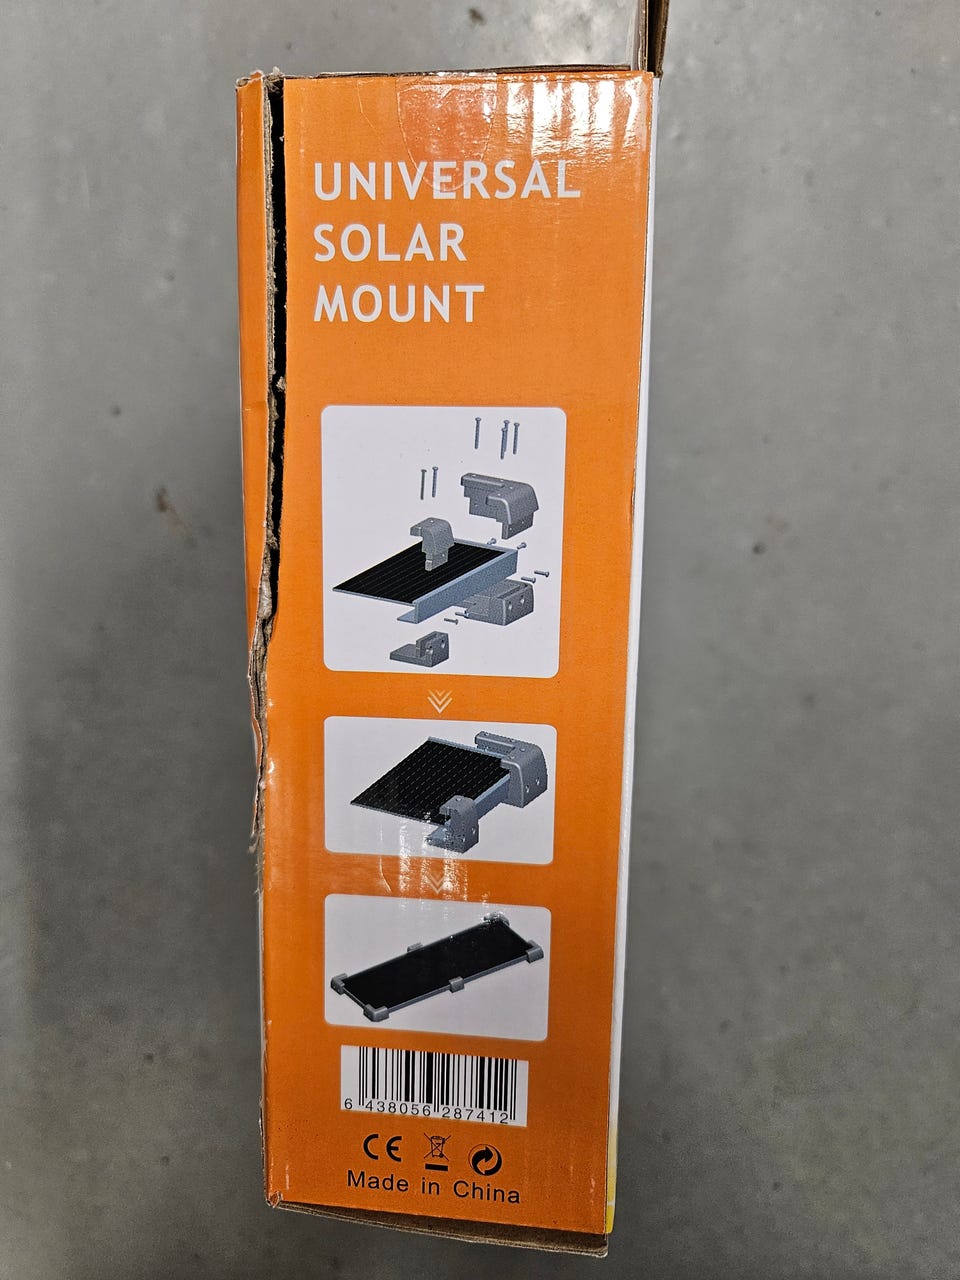 UNIVERSAL
SOLAR
MOUNT
6 438056 287412
CE
Made in China